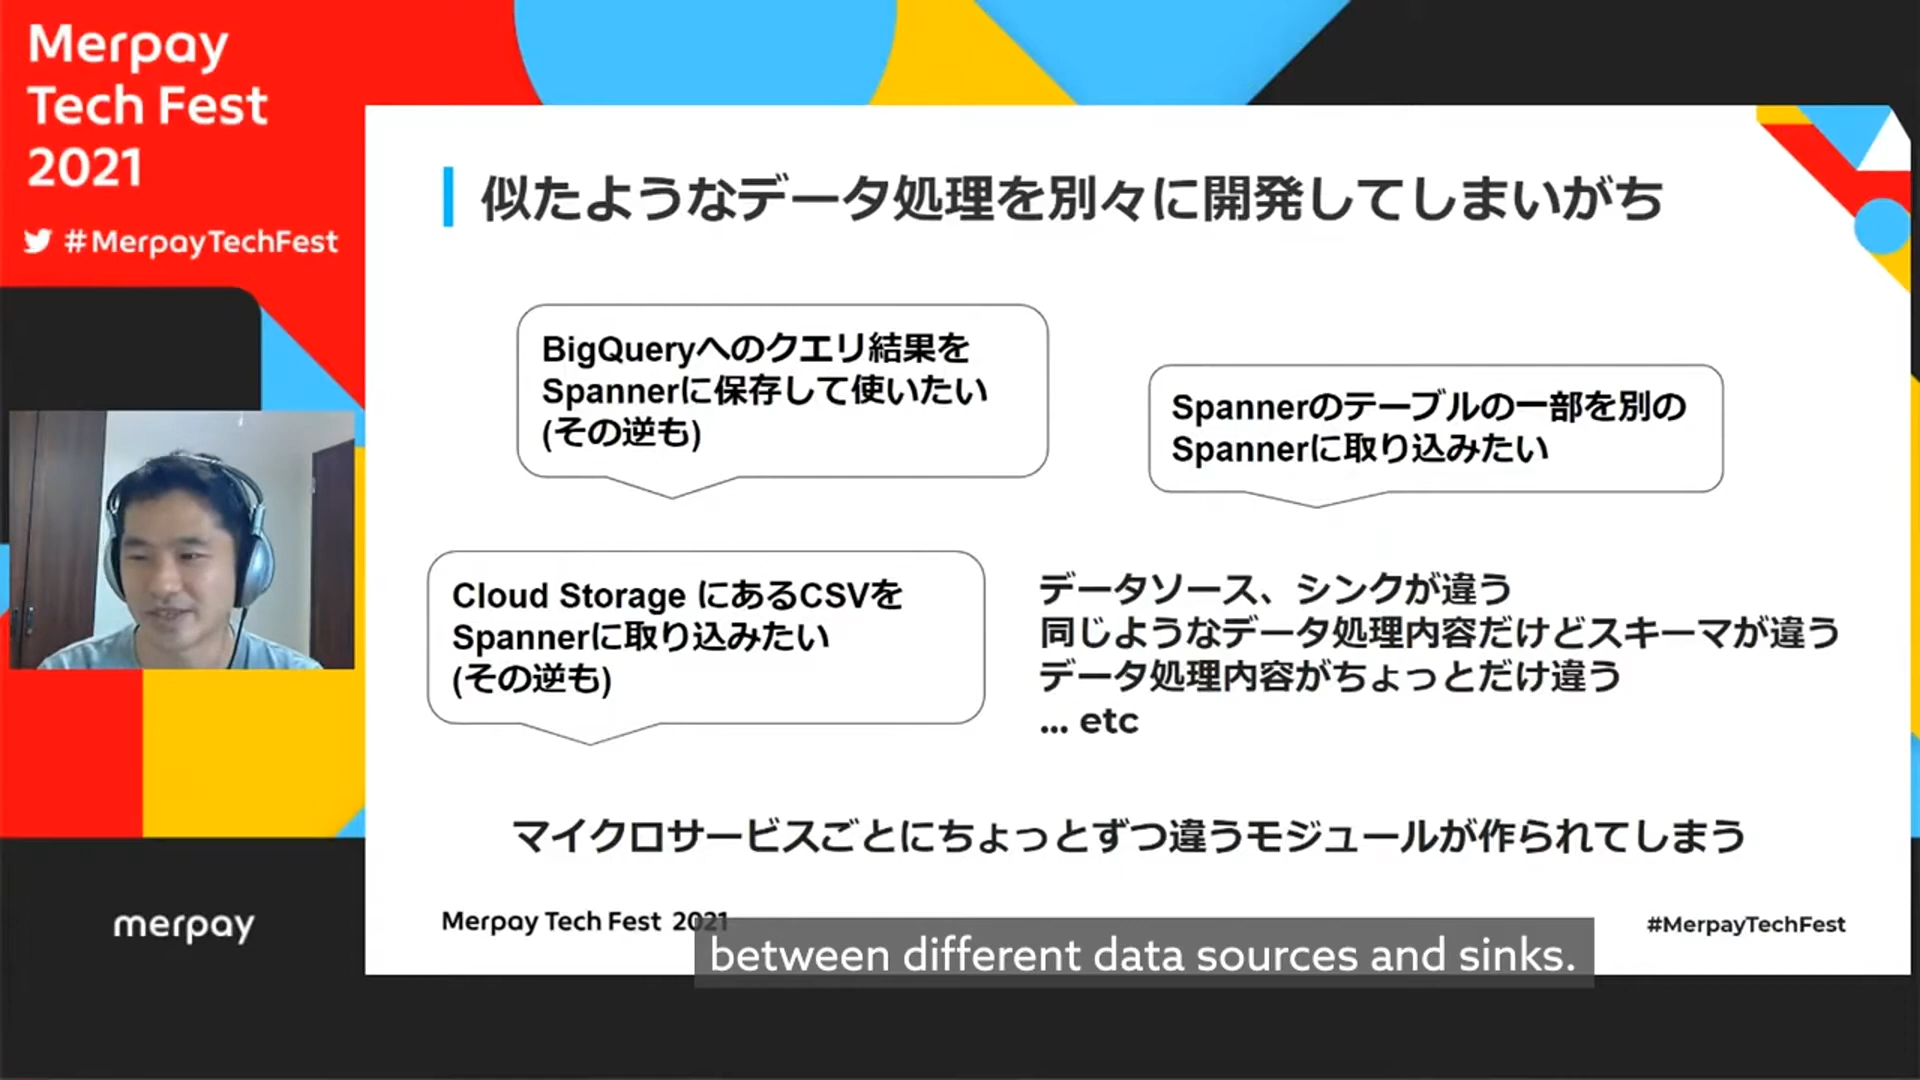 Merpay
Tech Fest
2021
#MerpayTechFest
似たようなデータ処理を別々に開発してしまいがち
BigQueryへのクエリ結果を
Spannerに保存して使いたい
(その逆も)
Spannerのテーブルの一部を別の
Spannerに取り込みたい
Cloud Storage にあるCSVを
Spannerに取り込みたい
(その逆も)
データソース、シンクが違う
同じようなデータ処理内容だけどスキーマが違う
データ処理内容がちょっとだけ違う
... etc
マイクロサービスごとにちょっとずつ違うモジュールが作られてしまう
merpay
Merpay Tech Fest 2021
#MerpayTechFest
between different data sources and sinks.